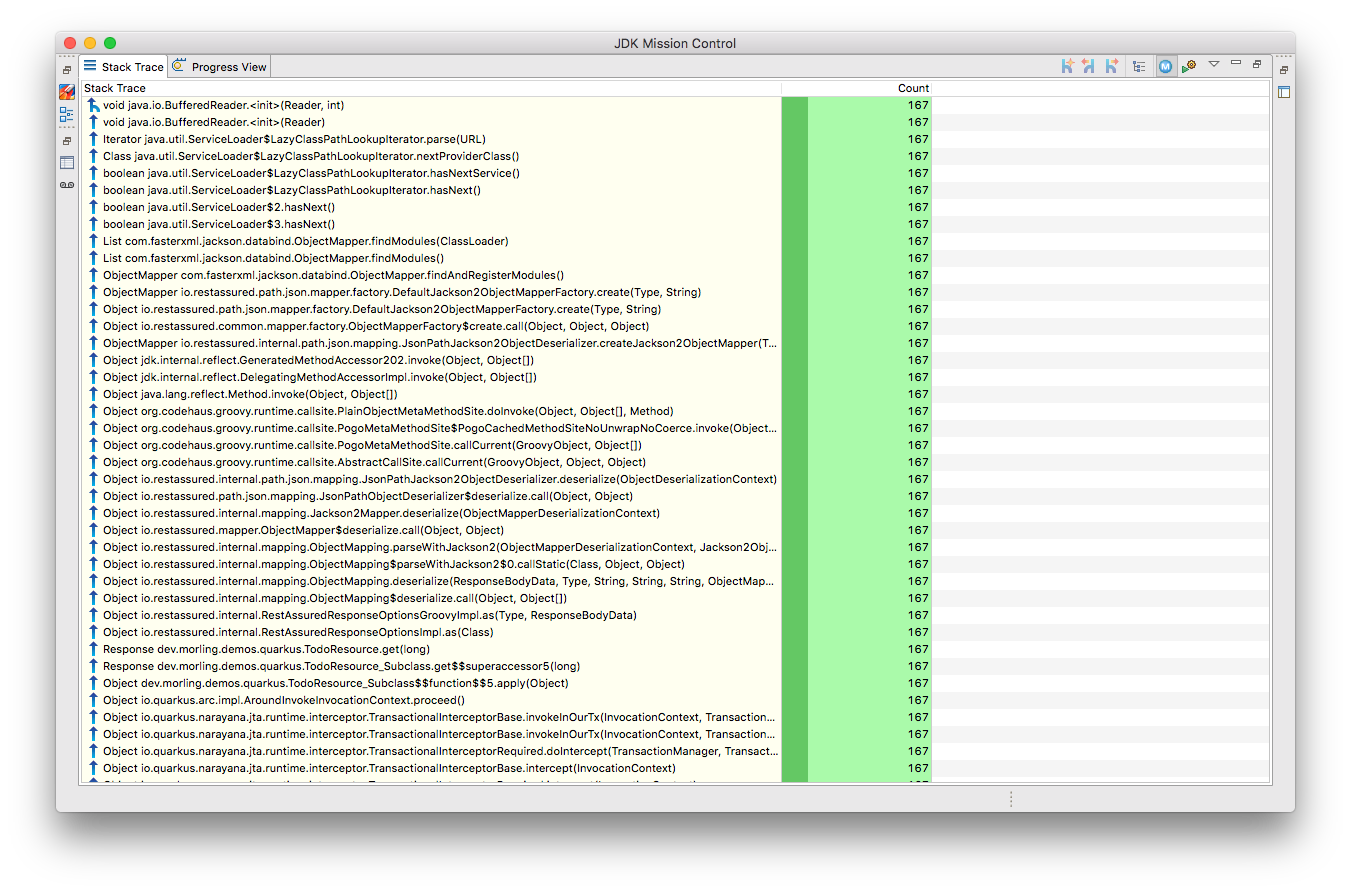 JDK Mission Control
Stack Trace Progress View
Stack Trace Count
void java.io.BufferedReader.<init>(Reader, int) 167
void java.io.BufferedReader.<init>(Reader) 167
Iterator java.util.ServiceLoader$LazyClassPathLookupIterator.parse(URL) 167
Class java.util.ServiceLoader$LazyClassPathLookupIterator.nextProviderClass() 167
boolean java.util.ServiceLoader$LazyClassPathLookupIterator.hasNextService() 167
boolean java.util.ServiceLoader$LazyClassPathLookupIterator.hasNext() 167
boolean java.util.ServiceLoader$2.hasNext() 167
boolean java.util.ServiceLoader$3.hasNext() 167
List com.fasterxml.jackson.databind.ObjectMapper.findModules(ClassLoader) 167
List com.fasterxml.jackson.databind.ObjectMapper.findModules() 167
ObjectMapper com.fasterxml.jackson.databind.ObjectMapper.findAndRegisterModules() 167
ObjectMapper io.restassured.path.json.mapper.factory.DefaultJackson2ObjectMapperFactory.create(Type, String) 167
Object io.restassured.path.json.mapper.factory.DefaultJackson2ObjectMapperFactory.create(Type, String) 167
Object io.restassured.common.mapper.factory.ObjectMapperFactory$create.call(Object, Object, Object) 167
ObjectMapper io.restassured.internal.path.json.mapping.JsonPathJackson2ObjectDeserializer.createJackson2ObjectMapper(T... 167
Object jdk.internal.reflect.GeneratedMethodAccessor202.invoke(Object, Object[]) 167
Object jdk.internal.reflect.DelegatingMethodAccessorImpl.invoke(Object, Object[]) 167
Object java.lang.reflect.Method.invoke(Object, Object[]) 167
Object org.codehaus.groovy.runtime.callsite.PlainObjectMetaMethodSite.doInvoke(Object, Object[], Method) 167
Object org.codehaus.groovy.runtime.callsite.PogoMetaMethodSite$PogoCachedMethodSiteNoUnwrapNoCoerce.invoke(Object... 167
Object org.codehaus.groovy.runtime.callsite.PogoMetaMethodSite.callCurrent(GroovyObject, Object[]) 167
Object org.codehaus.groovy.runtime.callsite.AbstractCallSite.callCurrent(GroovyObject, Object, Object) 167
Object io.restassured.internal.path.json.mapping.JsonPathJackson2ObjectDeserializer.deserialize(ObjectDeserializationContext) 167
Object io.restassured.path.json.mapping.JsonPathObjectDeserializer$deserialize.call(Object, Object) 167
Object io.restassured.internal.mapping.Jackson2Mapper.deserialize(ObjectMapperDeserializationContext) 167
Object io.restassured.mapper.ObjectMapper$deserialize.call(Object, Object) 167
Object io.restassured.internal.mapping.ObjectMapping.parseWithJackson2(ObjectMapperDeserializationContext, Jackson2Obj... 167
Object io.restassured.internal.mapping.ObjectMapping$parseWithJackson2$0.callStatic(Class, Object, Object) 167
Object io.restassured.internal.mapping.ObjectMapping.deserialize(ResponseBodyData, Type, String, String, String, ObjectMap... 167
Object io.restassured.internal.mapping.ObjectMapping$deserialize.call(Object, Object[]) 167
Object io.restassured.internal.RestAssuredResponseOptionsGroovyImpl.as(Type, ResponseBodyData) 167
Object io.restassured.internal.RestAssuredResponseOptionsImpl.as(Class) 167
Response dev.morling.demos.quarkus.TodoResource.get(long) 167
Response dev.morling.demos.quarkus.TodoResource_Subclass.get$$superaccessor5(long) 167
Object dev.morling.demos.quarkus.TodoResource_Subclass$$function$$5.apply(Object) 167
Object io.quarkus.arc.impl.AroundInvokeInvocationContext.proceed() 167
Object io.quarkus.narayana.jta.runtime.interceptor.TransactionalInterceptorBase.invokeInOurTx(InvocationContext, Transaction... 167
Object io.quarkus.narayana.jta.runtime.interceptor.TransactionalInterceptorBase.invokeInOurTx(InvocationContext, Transaction... 167
Object io.quarkus.narayana.jta.runtime.interceptor.TransactionalInterceptorRequired.doIntercept(TransactionManager, Transact... 167
Object io.quarkus.narayana.jta.runtime.interceptor.TransactionalInterceptorBase.intercept(InvocationContext) 167